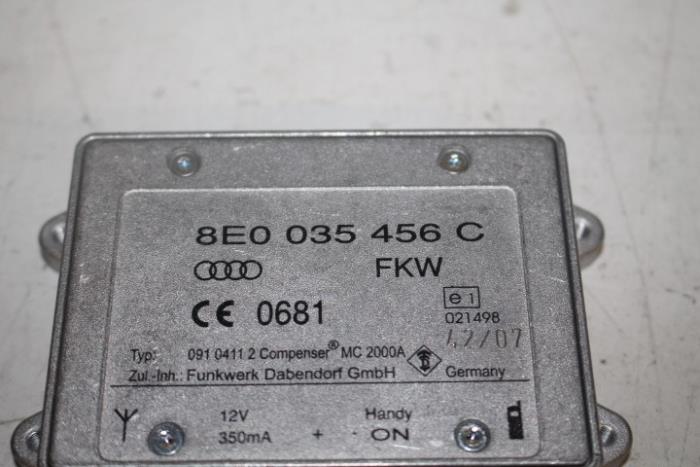 8E0 035 456 C
FKW
CE 0681
e1
021498
42/07
Typ: 091 0411 2 Compenser® MC 2000A
Zul.-Inh.: Funkwerk Dabendorf GmbH
Germany
12V
350mA + -
Handy
ON